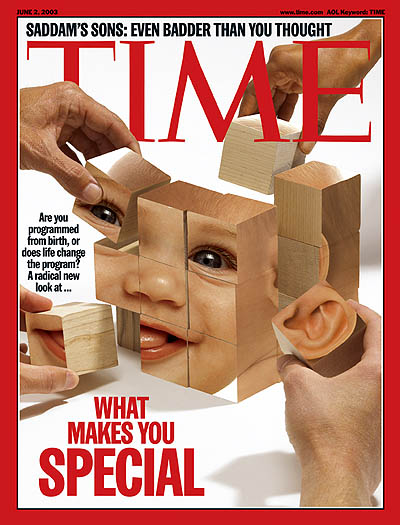 JUNE 2, 2003
www.time.com AOL Keyword: TIME
SADDAM'S SONS: EVEN BADDER THAN YOU THOUGHT
TIME
Are you
programmed
from birth, or
does life change
the program?
A radical new
look at ...
WHAT
MAKES YOU
SPECIAL